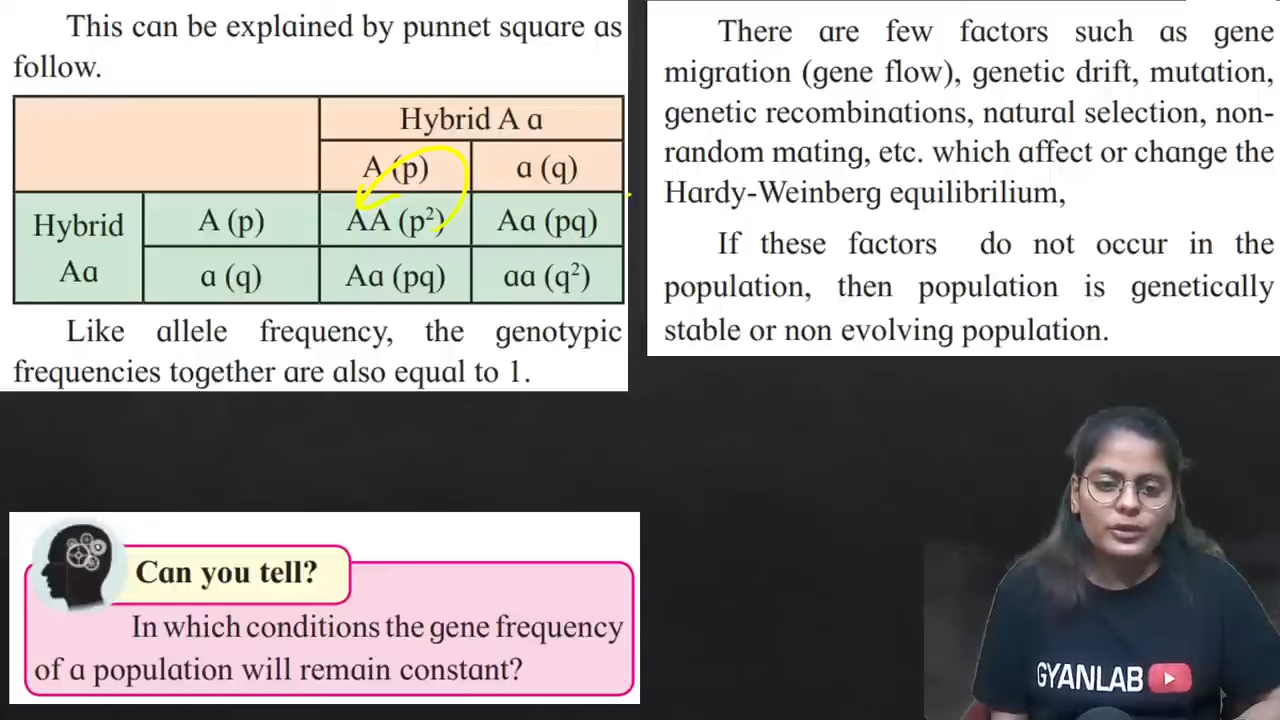 This can be explained by punnet square as
follow.
Hybrid A a
A (p)
a (q)
Hybrid
Aa
A (p)
AA (p²)
Aa (pq)
a (q)
Aa (pq)
aa (q²)
Like allele frequency, the genotypic
frequencies together are also equal to 1.
There are few factors such as gene
migration (gene flow), genetic drift, mutation,
genetic recombinations, natural selection, non-
random mating, etc. which affect or change the
Hardy-Weinberg equilibrilium,
If these factors do not occur in the
population, then population is genetically
stable or non evolving population.
Can you tell?
In which conditions the gene frequency
of a population will remain constant?
GYANLAB